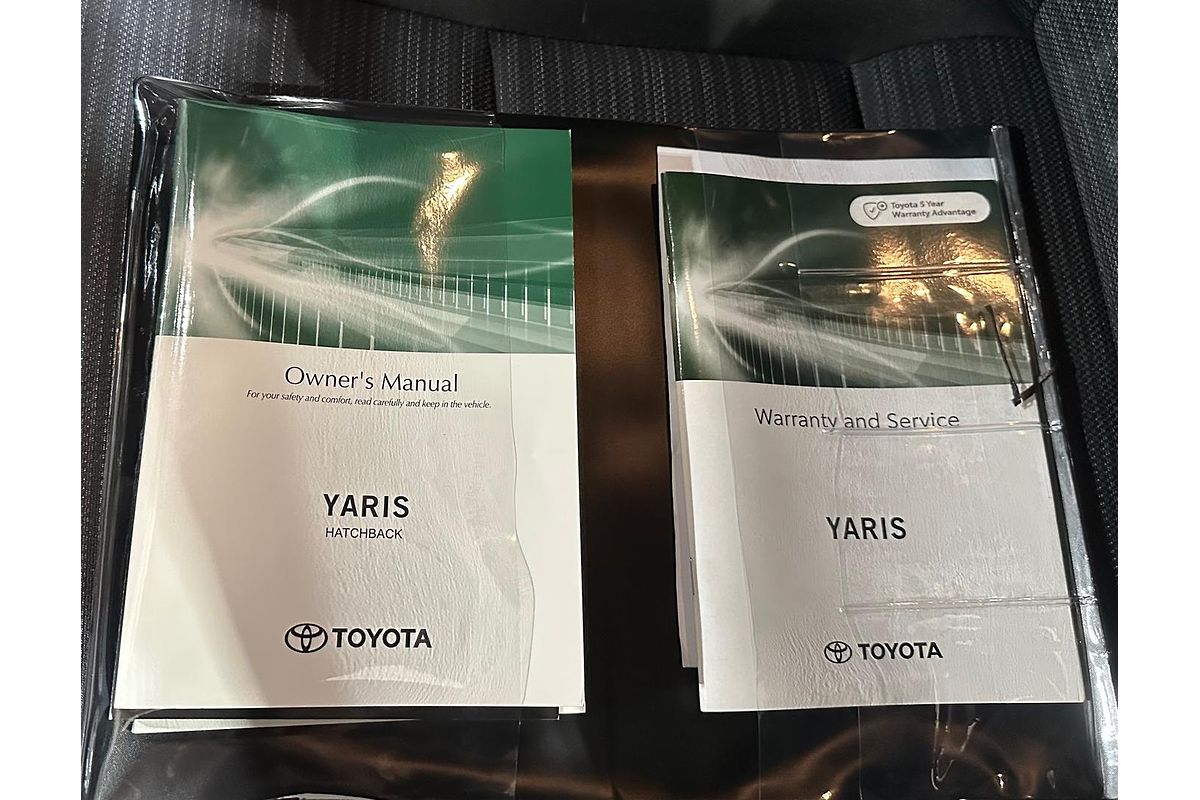 Owner's Manual
For your safety and comfort, read carefully and keep in the vehicle.
YARIS
HATCHBACK
TOYOTA
Toyota 5 Year
Warranty Advantage
Warranty and Service
YARIS
TOYOTA